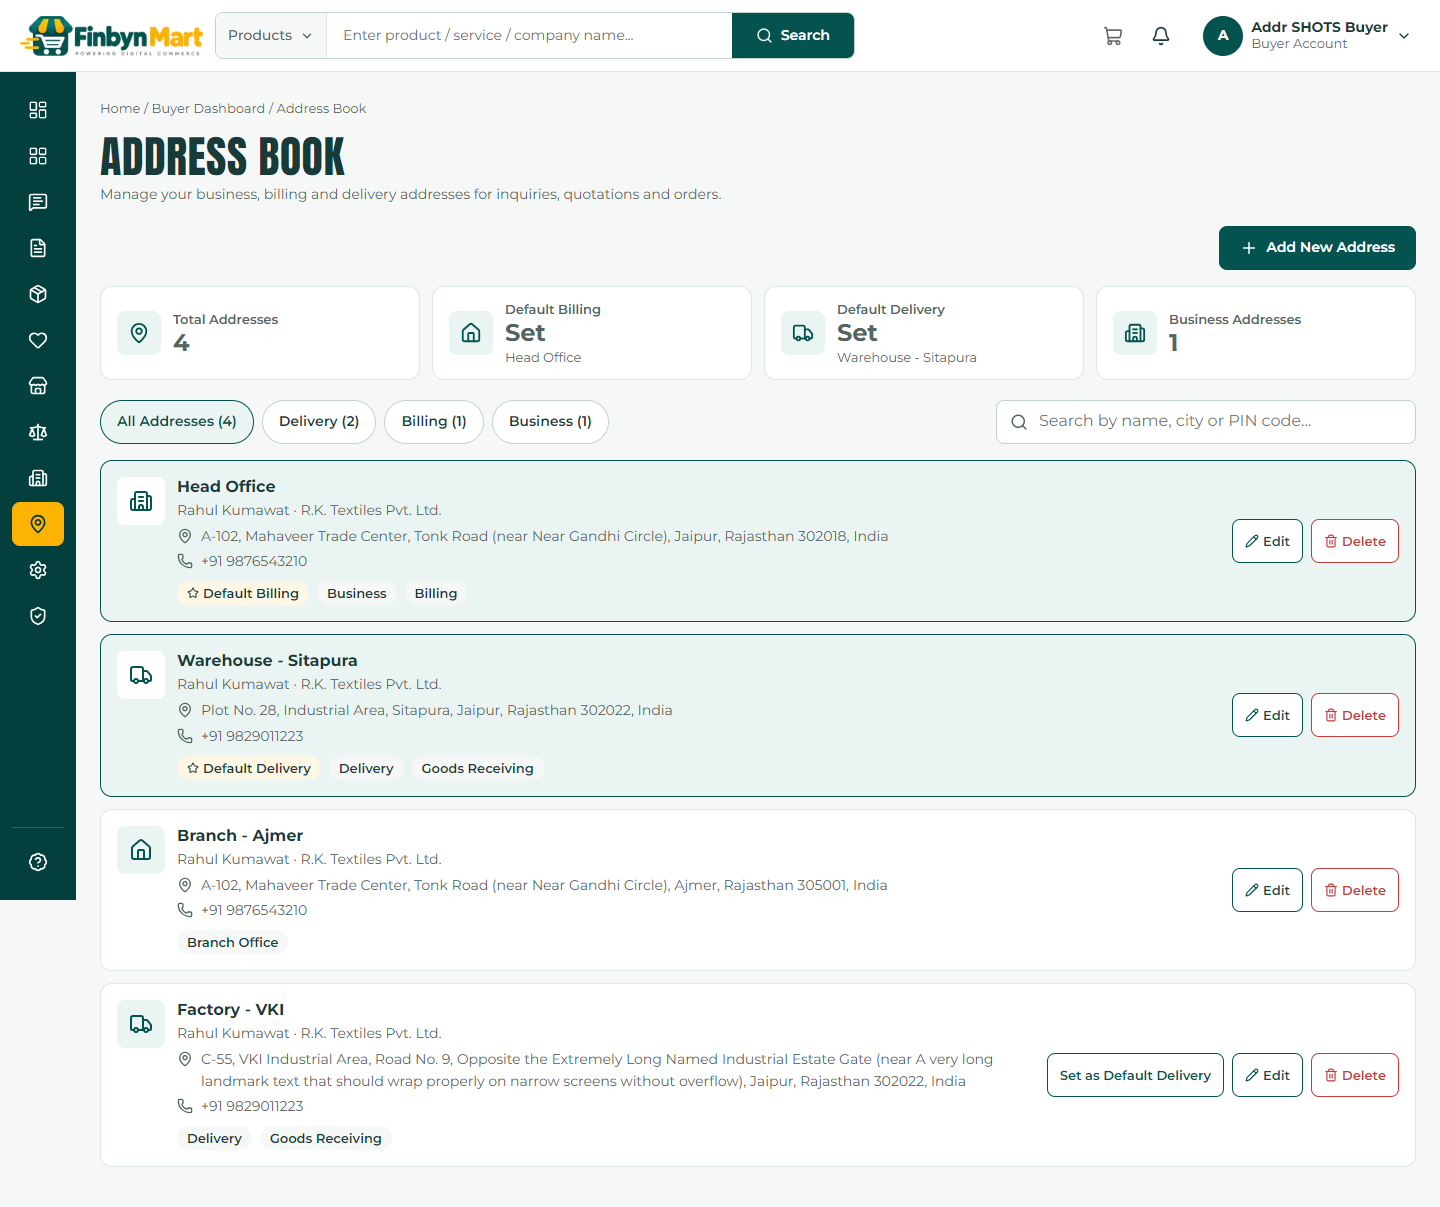 FinbynMart
POWERING DIGITAL COMMERCE
Products
Enter product / service / company name...
Search
A
Addr SHOTS Buyer
Buyer Account
Home / Buyer Dashboard / Address Book
ADDRESS BOOK
Manage your business, billing and delivery addresses for inquiries, quotations and orders.
Add New Address
Total Addresses
4
Default Billing
Set
Head Office
Default Delivery
Set
Warehouse - Sitapura
Business Addresses
1
All Addresses (4)
Delivery (2)
Billing (1)
Business (1)
Search by name, city or PIN code...
Head Office
Rahul Kumawat · R.K. Textiles Pvt. Ltd.
A-102, Mahaveer Trade Center, Tonk Road (near Near Gandhi Circle), Jaipur, Rajasthan 302018, India
+91 9876543210
Default Billing
Business
Billing
Edit
Delete
Warehouse - Sitapura
Rahul Kumawat · R.K. Textiles Pvt. Ltd.
Plot No. 28, Industrial Area, Sitapura, Jaipur, Rajasthan 302022, India
+91 9829011223
Default Delivery
Delivery
Goods Receiving
Edit
Delete
Branch - Ajmer
Rahul Kumawat · R.K. Textiles Pvt. Ltd.
A-102, Mahaveer Trade Center, Tonk Road (near Near Gandhi Circle), Ajmer, Rajasthan 305001, India
+91 9876543210
Branch Office
Edit
Delete
Factory - VKI
Rahul Kumawat · R.K. Textiles Pvt. Ltd.
C-55, VKI Industrial Area, Road No. 9, Opposite the Extremely Long Named Industrial Estate Gate (near A very long
landmark text that should wrap properly on narrow screens without overflow), Jaipur, Rajasthan 302022, India
+91 9829011223
Delivery
Goods Receiving
Set as Default Delivery
Edit
Delete